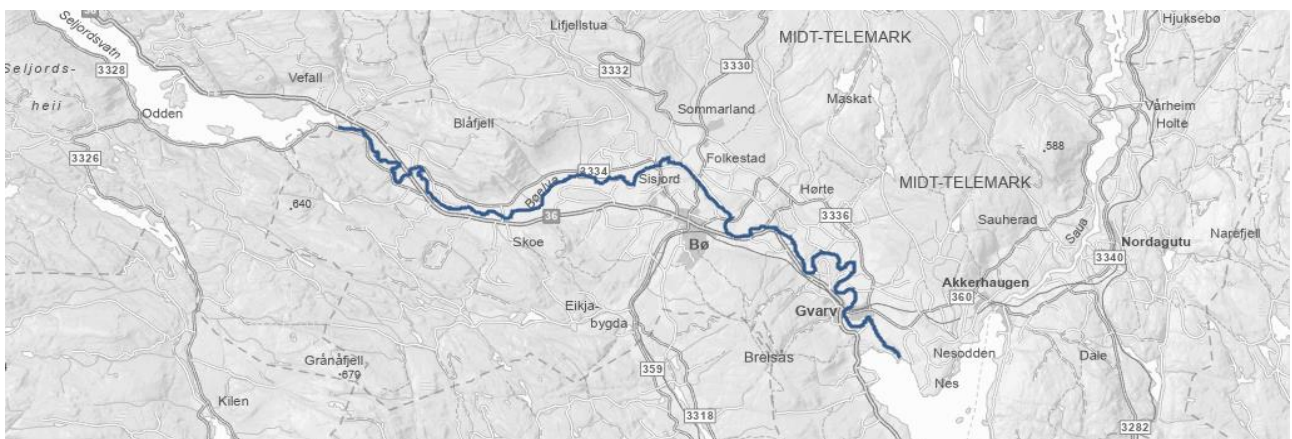 Seljordsvatn
Lifjellstua
Hjuksebø
MIDT-TELEMARK
3328
Seljords-
heii
Vefall
3332
3330
Maskat
Sommarland
Vårheim
Holte
Odden
Blåfjell
3326
Folkestad
588
3334
Sisjord
Hørte
MIDT-TELEMARK
Bøelva
640
36
3336
Sauherad
Saua
Skoe
Bø
Nordagutu
Narefjell
3340
Akkerhaugen
360
Eikja-
bygda
Gvarv
Grånåfjell
679
359
Breisås
Nesodden
Dale
Nes
Kilen
3318
3282